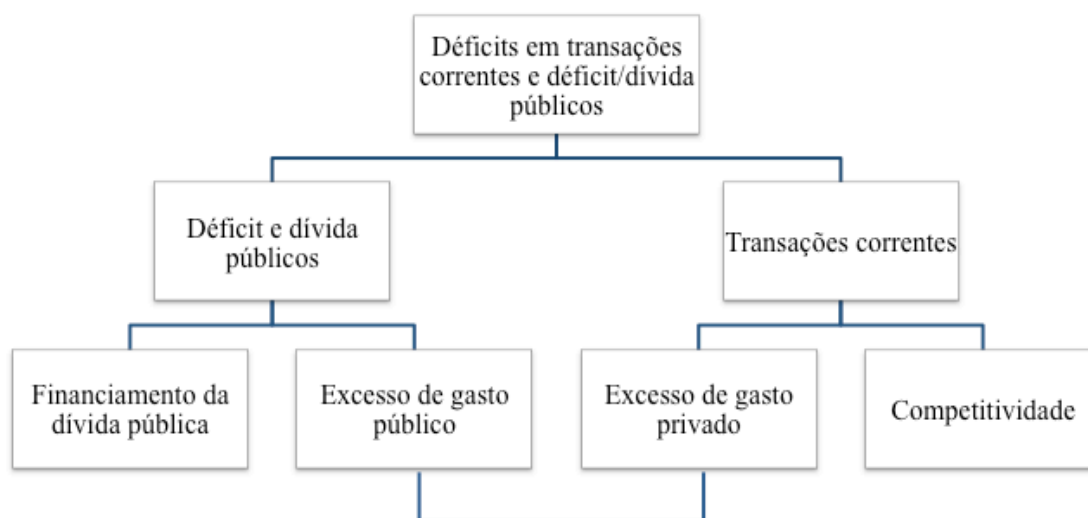 Déficits em transações
correntes e déficit/dívida
públicos
Déficit e dívida
públicos
Transações correntes
Financiamento da
dívida pública
Excesso de gasto
público
Excesso de gasto
privado
Competitividade